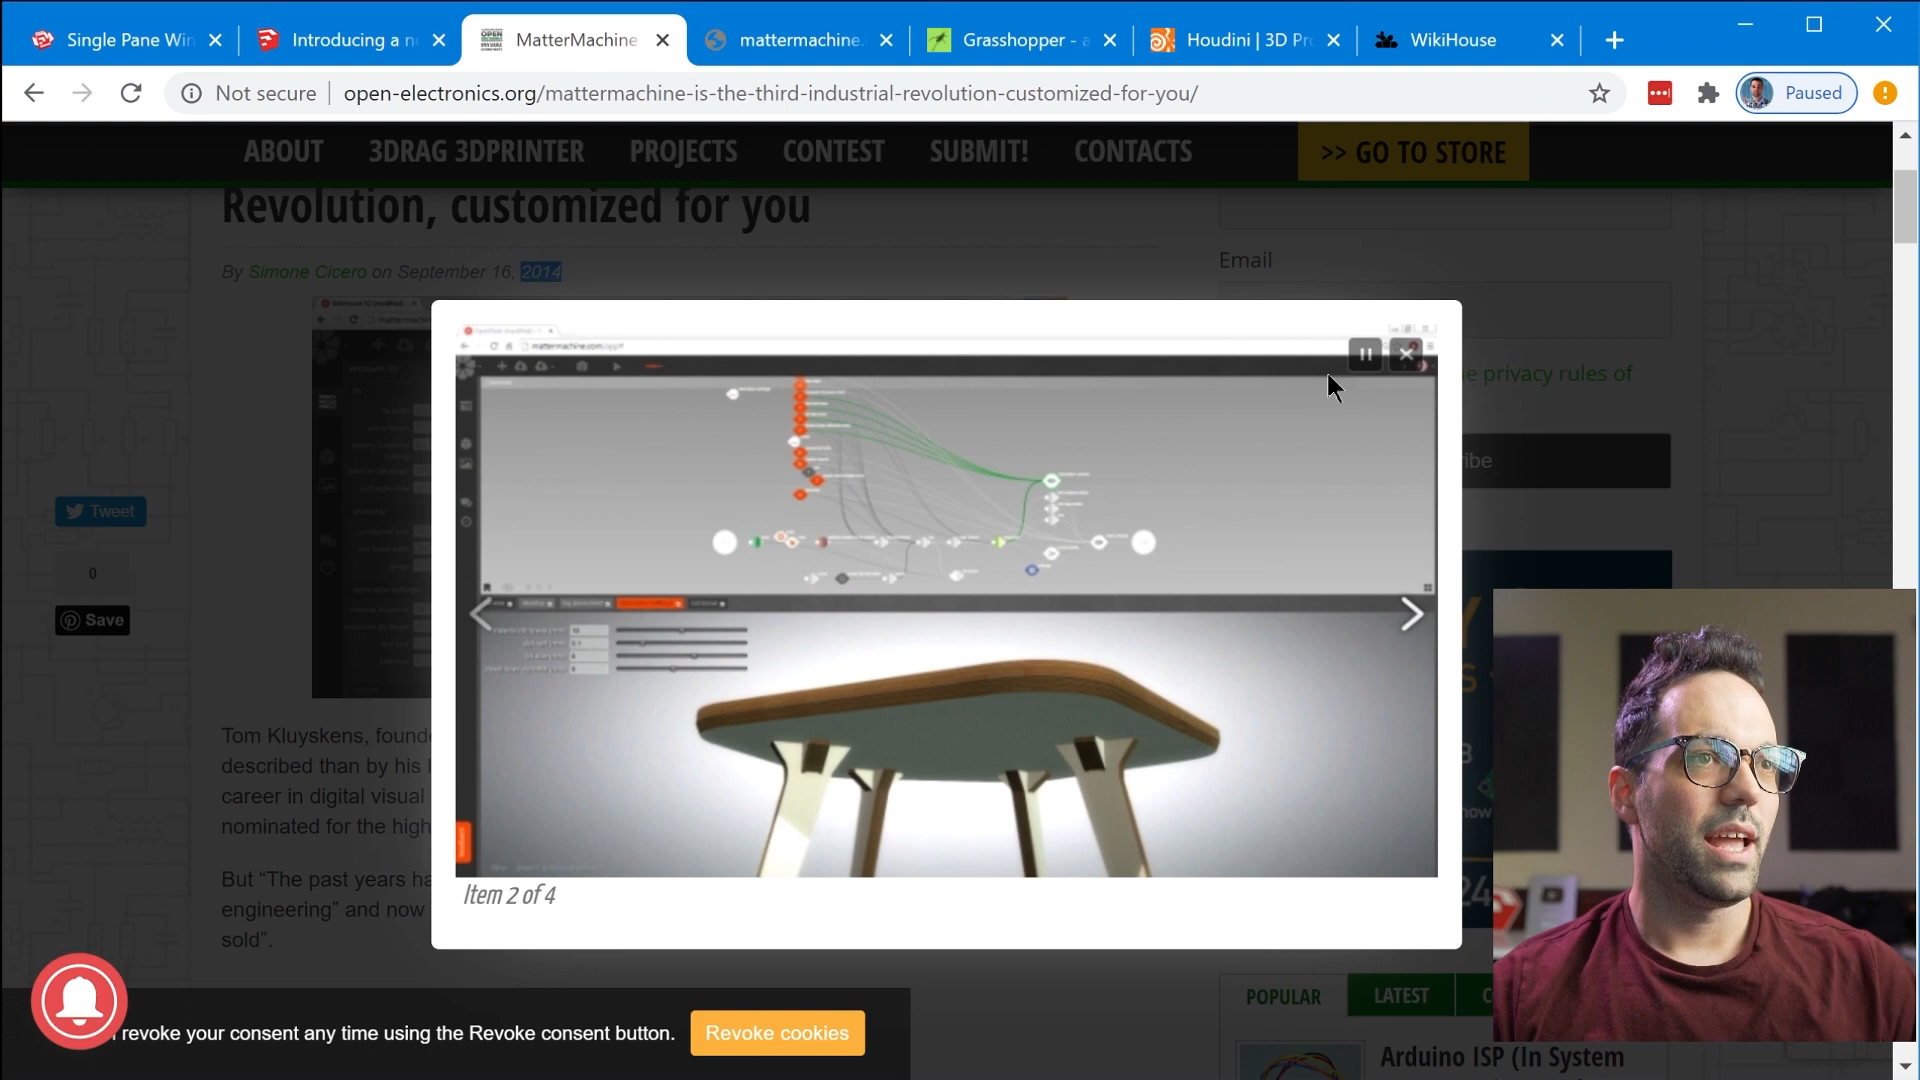 Single Pane Win
Introducing a n
MatterMachine
mattermachine.
Grasshopper - a
Houdini | 3D Pr
WikiHouse
Not secure
open-electronics.org/mattermachine-is-the-third-industrial-revolution-customized-for-you/
Paused
ABOUT
3DRAG 3DPRINTER
PROJECTS
CONTEST
SUBMIT!
CONTACTS
>> GO TO STORE
Revolution, customized for you
By Simone Cicero on September 16, 2014
Email
e privacy rules of
ibe
mattermachine.com/app#
Tweet
0
Save
Tom Kluyskens, founde
described than by his
career in digital visual
nominated for the high
But “The past years ha
engineering” and now
sold”.
Item 2 of 4
POPULAR
LATEST
C
revoke your consent any time using the Revoke consent button.
Revoke cookies
Arduino ISP (In System